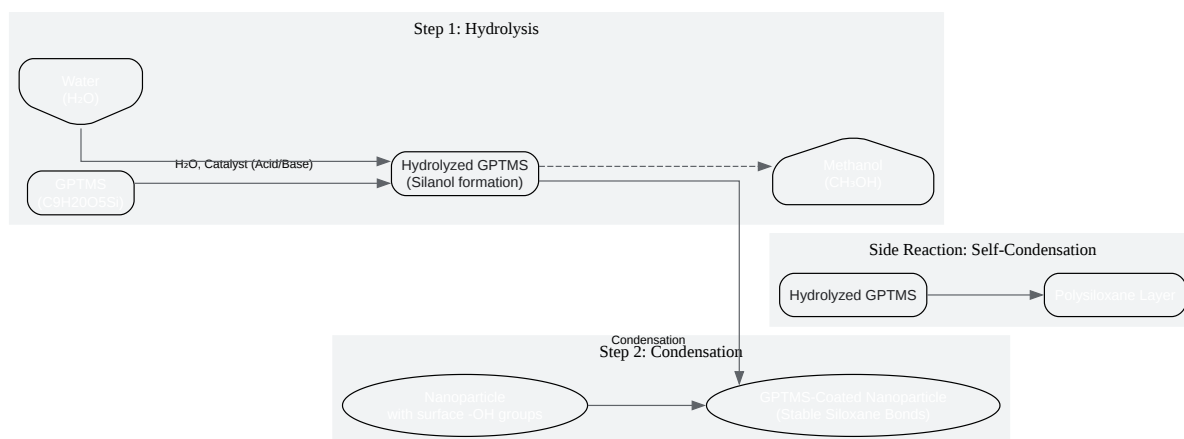 Step 1: Hydrolysis
Water
(H₂O)
H₂O, Catalyst (Acid/Base)
GPTMS
(C9H20O5Si)
Hydrolyzed GPTMS
(Silanol formation)
Methanol
(CH₃OH)
Side Reaction: Self-Condensation
Hydrolyzed GPTMS
Polysiloxane Layer
Condensation
Step 2: Condensation
Nanoparticle
with surface -OH groups
GPTMS-Coated Nanoparticle
(Stable Siloxane Bonds)